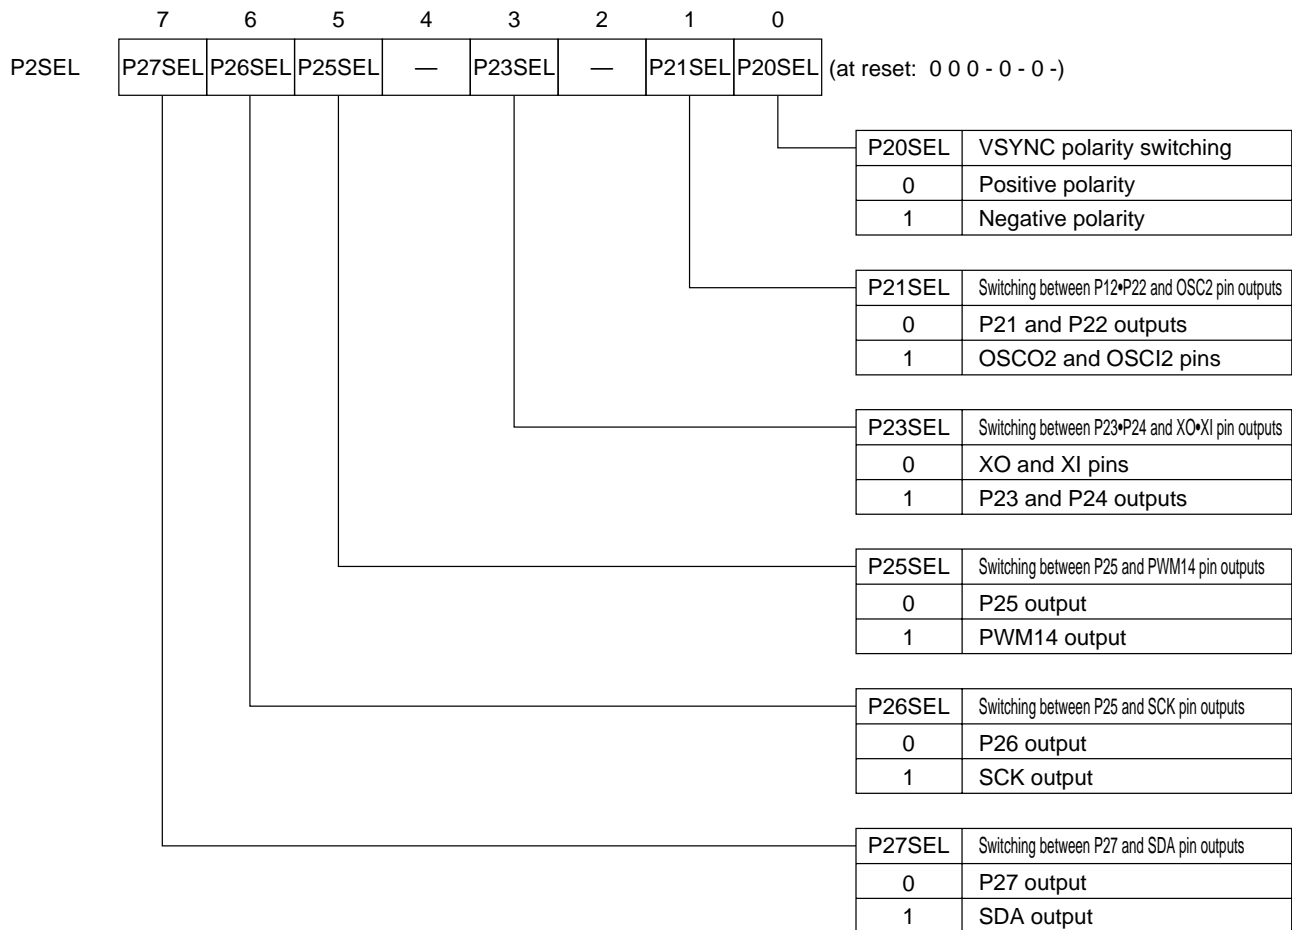 7 6 5 4 3 2 1 0
P2SEL P27SEL P26SEL P25SEL — P23SEL — P21SEL P20SEL (at reset: 0 0 0 - 0 - 0 -)
P20SEL VSYNC polarity switching
0 Positive polarity
1 Negative polarity
P21SEL Switching between P12•P22 and OSC2 pin outputs
0 P21 and P22 outputs
1 OSCO2 and OSCI2 pins
P23SEL Switching between P23•P24 and XO•XI pin outputs
0 XO and XI pins
1 P23 and P24 outputs
P25SEL Switching between P25 and PWM14 pin outputs
0 P25 output
1 PWM14 output
P26SEL Switching between P25 and SCK pin outputs
0 P26 output
1 SCK output
P27SEL Switching between P27 and SDA pin outputs
0 P27 output
1 SDA output